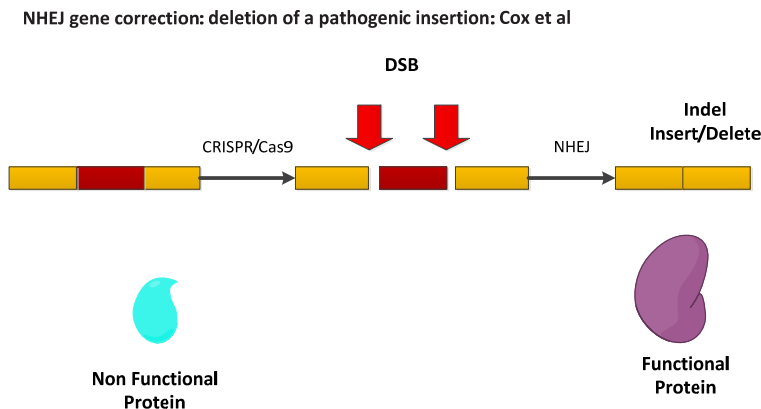 NHEJ gene correction: deletion of a pathogenic insertion: Cox et al
DSB
Indel
Insert/Delete
CRISPR/Cas9
NHEJ
Non Functional
Protein
Functional
Protein